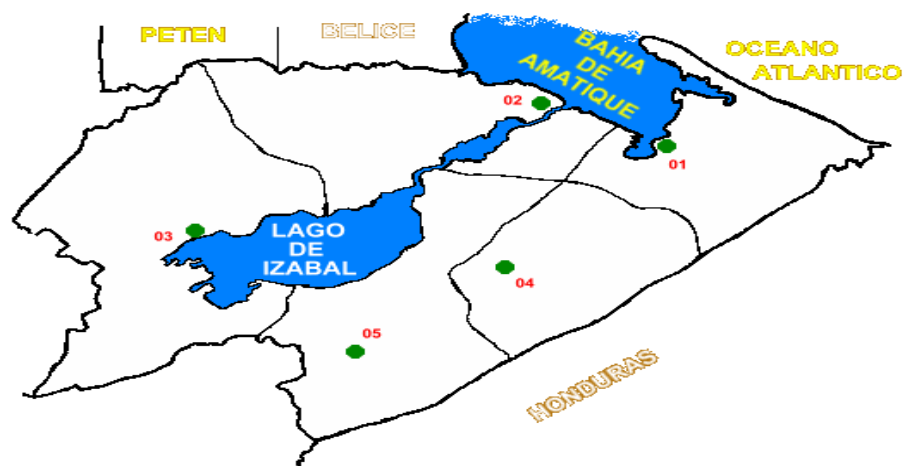 PETEN
BELICE
BAHIA
DE
AMATIQUE
OCEANO
ATLANTICO
02
01
03
LAGO
DE
IZABAL
04
05
HONDURAS